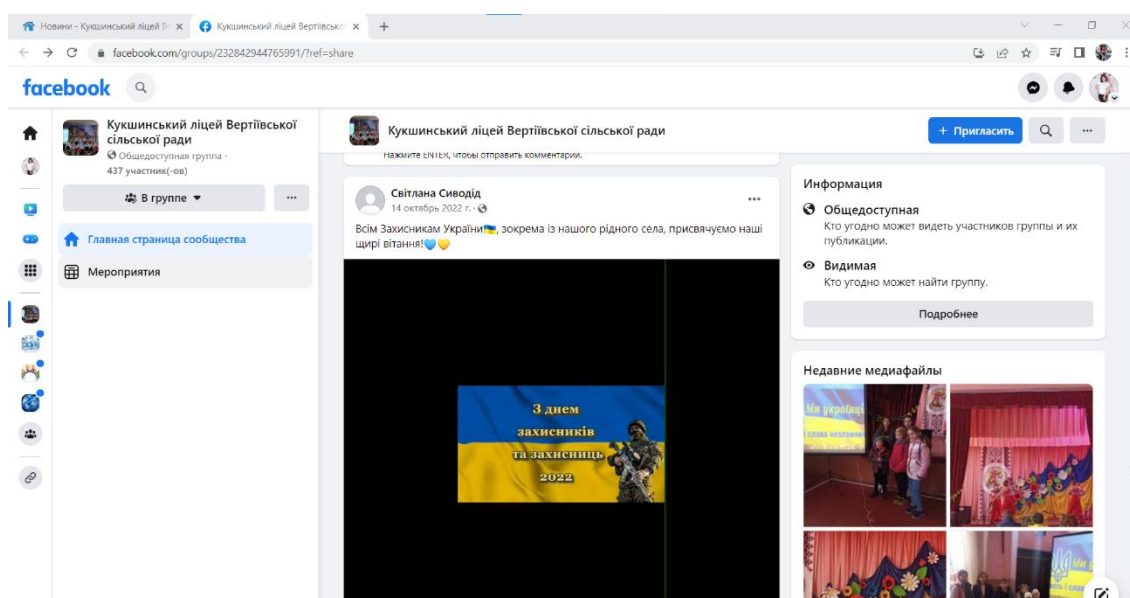 Новини - Кукшинський ліцей В
Кукшинський ліцей Вертіївсько
facebook.com/groups/232842944765991/?ref=share
facebook
Кукшинський ліцей Вертіївської
сільської ради
Общедоступная группа ·
437 участник(-ов)
В группе
Главная страница сообщества
Мероприятия
Кукшинський ліцей Вертіївської сільської ради
+ Пригласить
Нажмите ENTER, чтобы отправить комментарий.
Світлана Сиводід
14 октябрь 2022 г. ·
Всім Захисникам України🇺🇦, зокрема із нашого рідного села, присвячуємо наші
щирі вітання!💙💛
З днем
захисників
та захисниць
2022
Информация
Общедоступная
Кто угодно может видеть участников группы и их
публикации.
Видимая
Кто угодно может найти группу.
Подробнее
Недавние медиафайлы
Ми українці